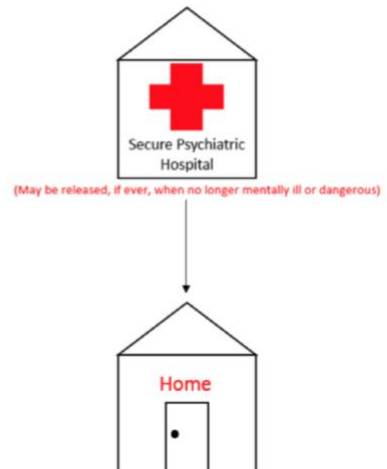 Secure Psychiatric
Hospital
(May be released, if ever, when no longer mentally ill or dangerous)
Home